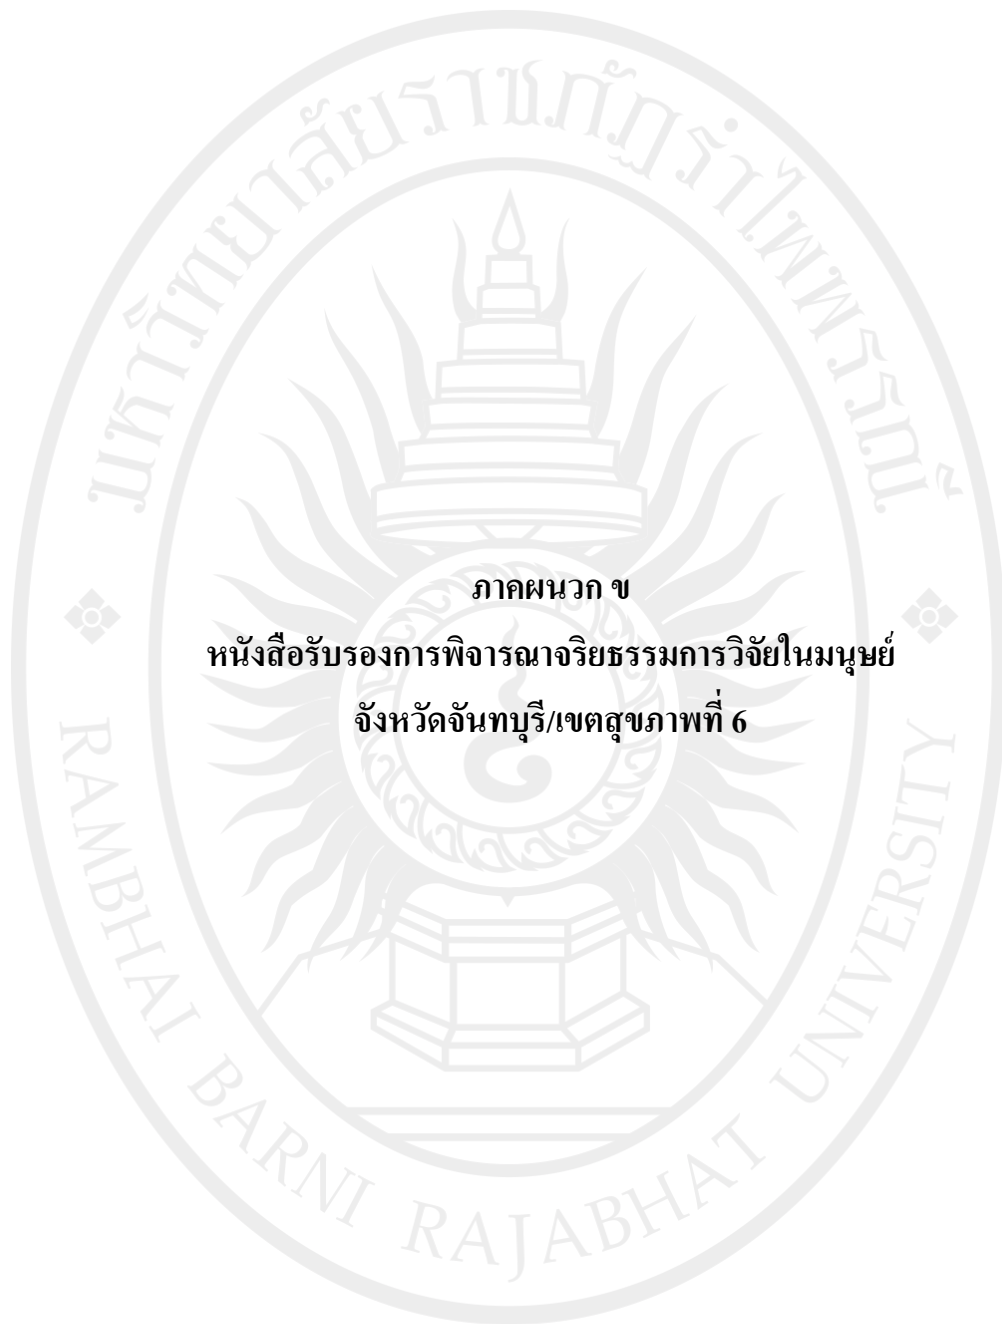 มหาวิทยาลัยราชภัฏรำไพพรรณี
ภาคผนวก ข
หนังสือรับรองการพิจารณาจริยธรรมการวิจัยในมนุษย์
จังหวัดจันทบุรี/เขตสุขภาพที่ 6
RAMBHAI BARNI RAJABHAT UNIVERSITY